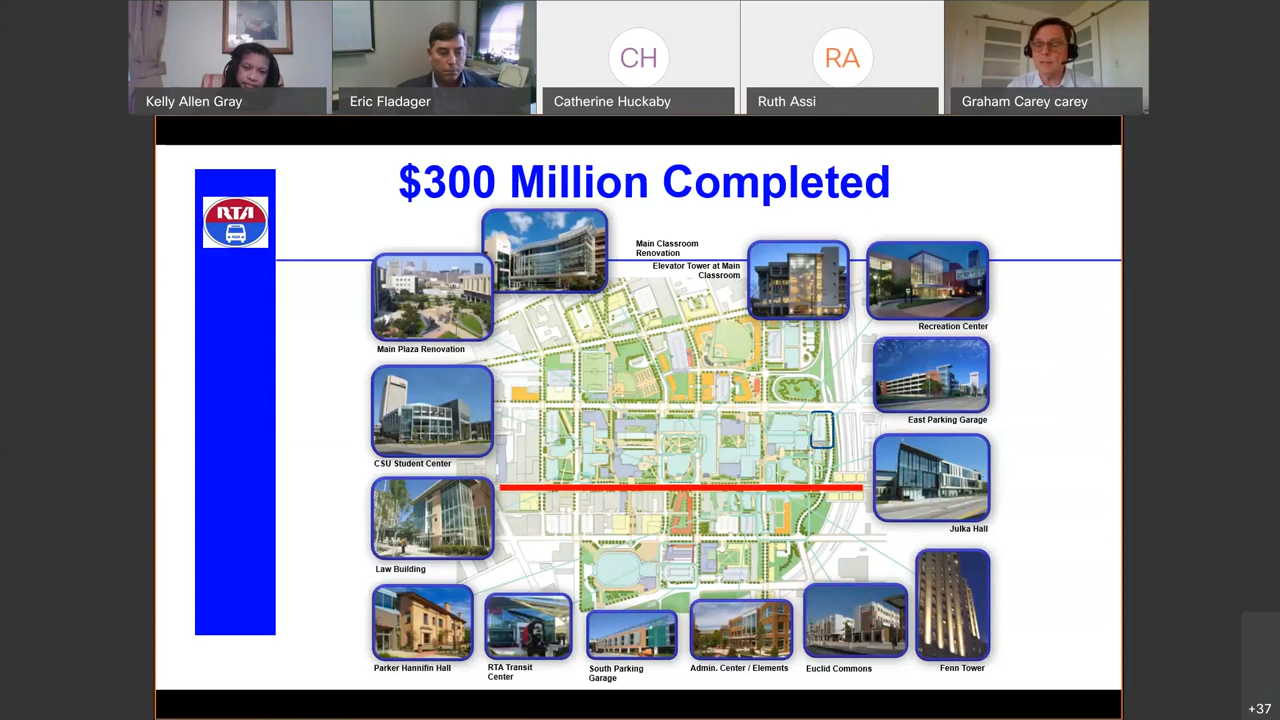 CH
RA
Kelly Allen Gray
Eric Fladager
Catherine Huckaby
Ruth Assi
Graham Carey carey
$300 Million Completed
RTA
Main Classroom
Renovation
Elevator Tower at Main
Classroom
Recreation Center
Main Plaza Renovation
East Parking Garage
CSU Student Center
Julka Hall
Law Building
Parker Hannifin Hall
RTA Transit
Center
South Parking
Garage
Admin. Center / Elements
Euclid Commons
Fenn Tower
+37